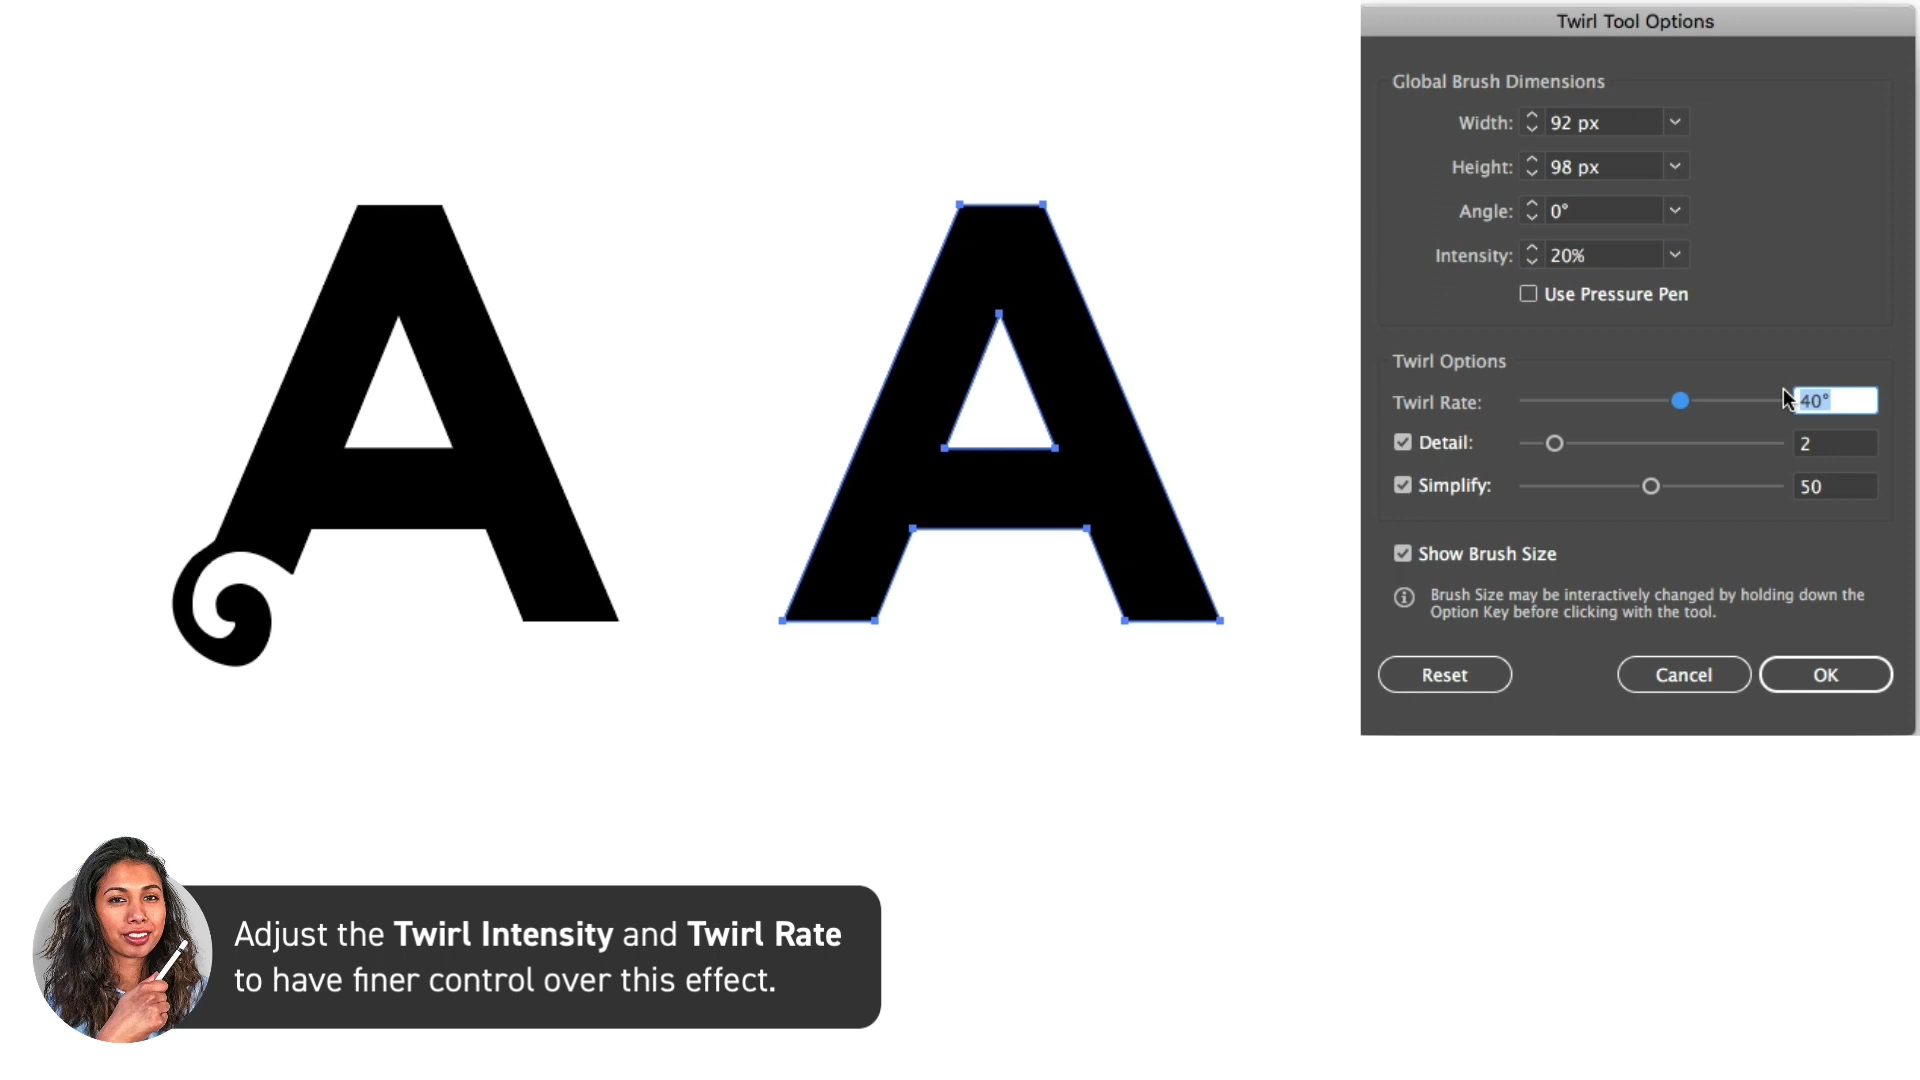 Twirl Tool Options
Global Brush Dimensions
Width: 92 px
Height: 98 px
Angle: 0°
Intensity: 20%
Use Pressure Pen
Twirl Options
Twirl Rate: 40°
Detail: 2
Simplify: 50
Show Brush Size
Brush Size may be interactively changed by holding down the
Option Key before clicking with the tool.
Reset Cancel OK
A A
Adjust the Twirl Intensity and Twirl Rate
to have finer control over this effect.